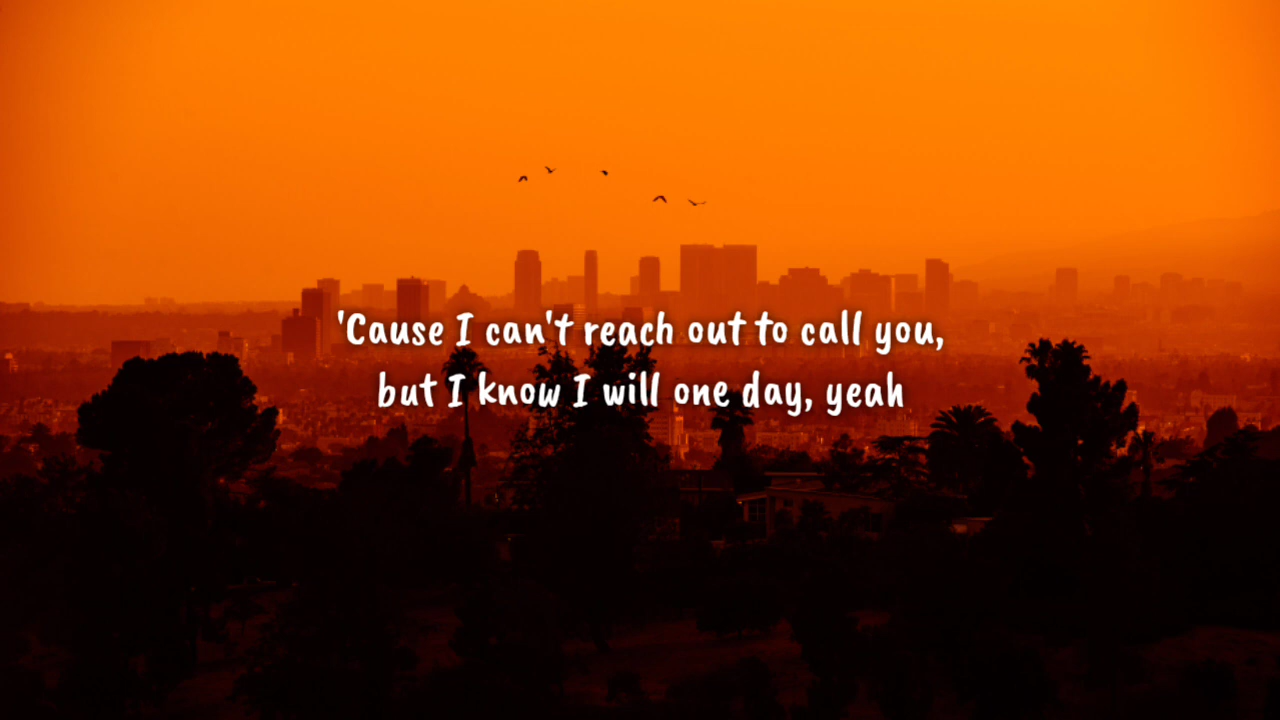 'Cause I can't reach out to call you,
but I know I will one day, yeah